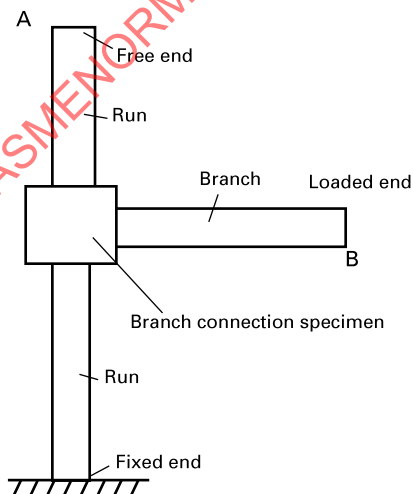 A
Free end
Run
Branch
Loaded end
B
Branch connection specimen
Run
Fixed end
ASMENORM